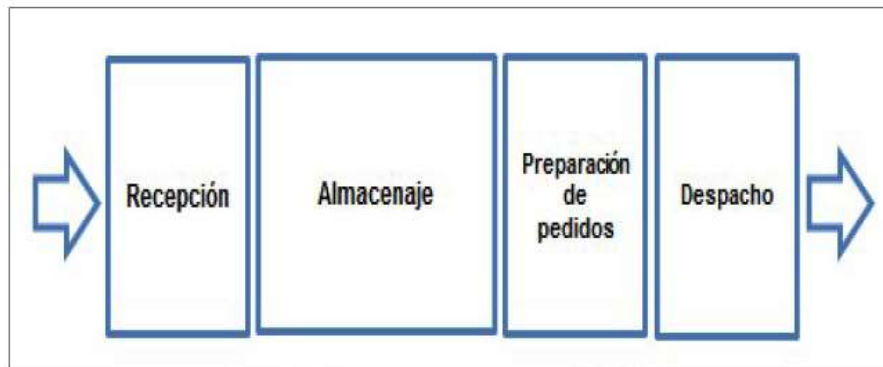 Recepción
Almacenaje
Preparación
de
pedidos
Despacho